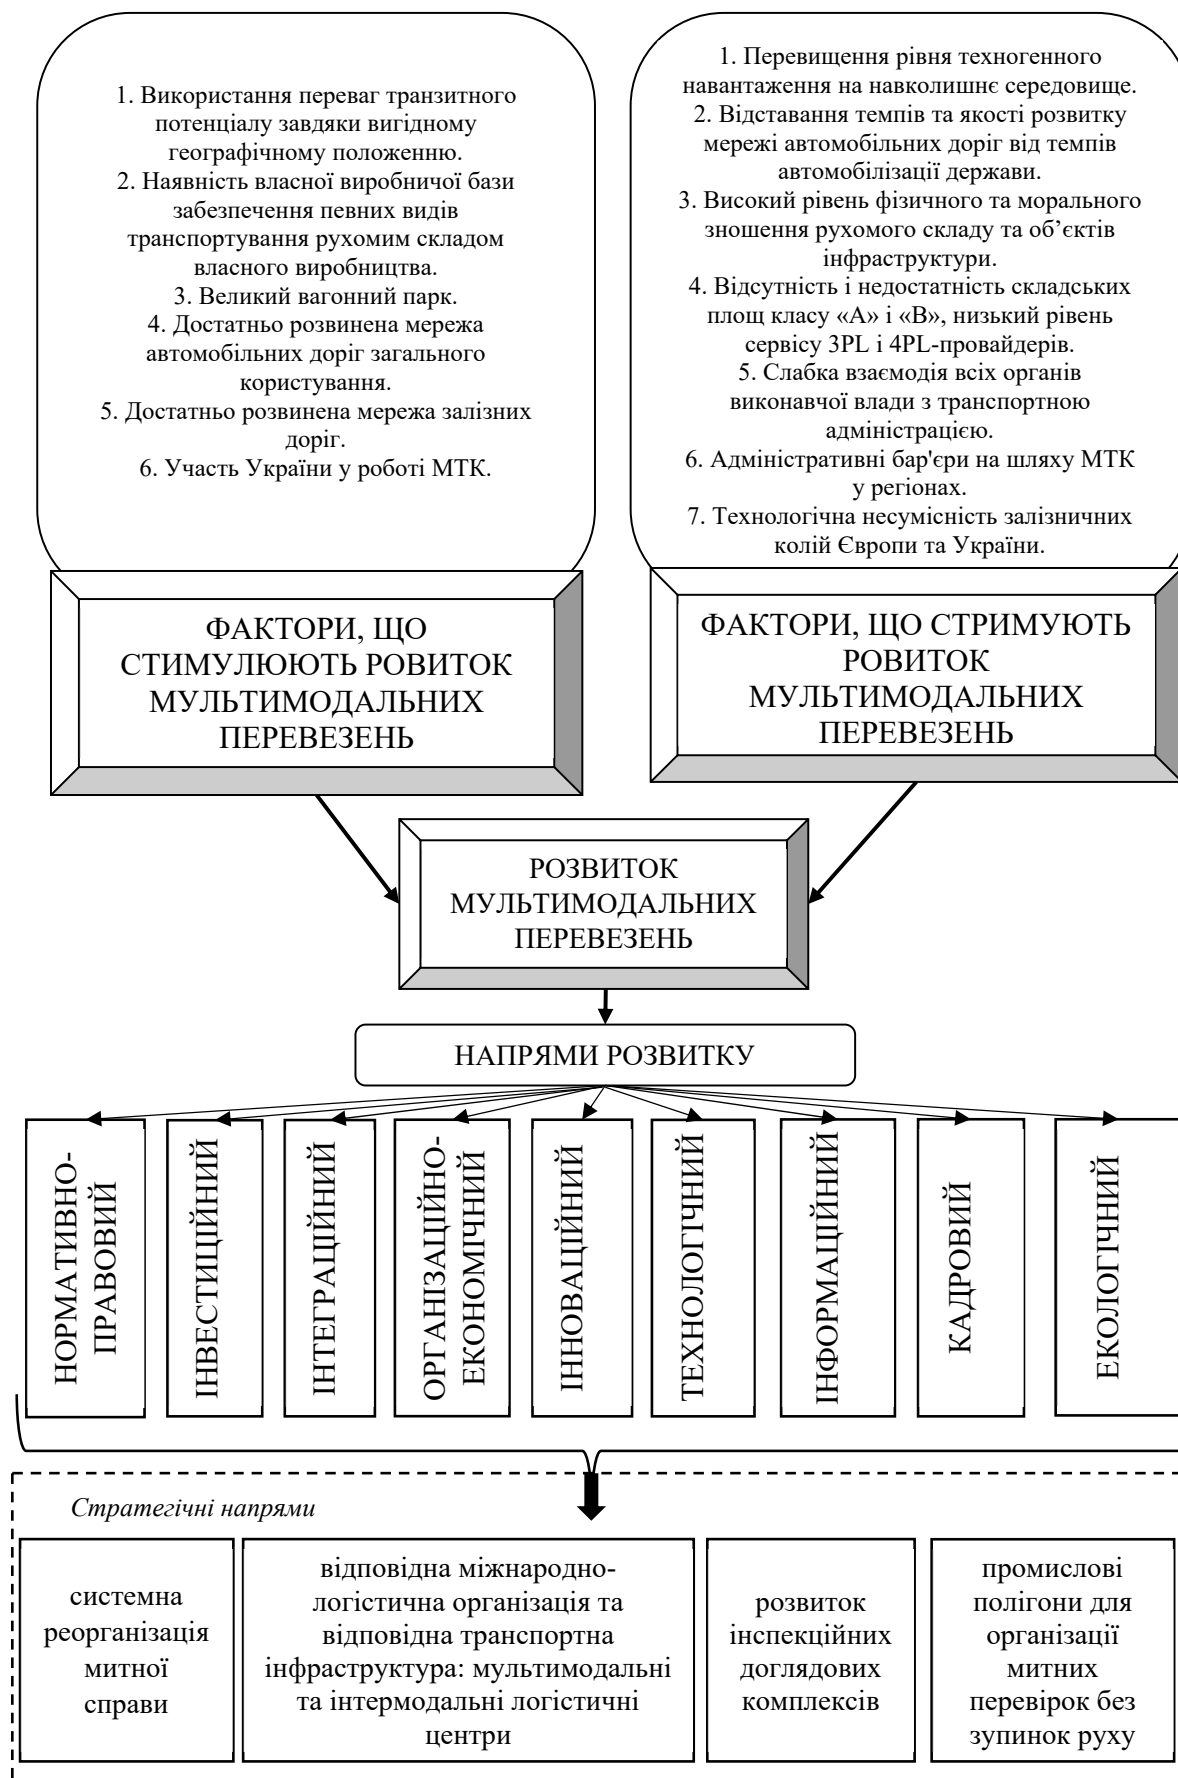 1. Використання переваг транзитного
потенціалу завдяки вигідному
географічному положенню.
2. Наявність власної виробничої бази
забезпечення певних видів
транспортування рухомим складом
власного виробництва.
3. Великий вагонний парк.
4. Достатньо розвинена мережа
автомобільних доріг загального
користування.
5. Достатньо розвинена мережа залізних
доріг.
6. Участь України у роботі МТК.
1. Перевищення рівня техногенного
навантаження на навколишнє середовище.
2. Відставання темпів та якості розвитку
мережі автомобільних доріг від темпів
автомобілізації держави.
3. Високий рівень фізичного та морального
зношення рухомого складу та об’єктів
інфраструктури.
4. Відсутність і недостатність складських
площ класу «А» і «В», низький рівень
сервісу 3PL і 4PL-провайдерів.
5. Слабка взаємодія всіх органів
виконавчої влади з транспортною
адміністрацією.
6. Адміністративні бар'єри на шляху МТК
у регіонах.
7. Технологічна несумісність залізничних
колій Європи та України.
ФАКТОРИ, ЩО
СТИМУЛЮЮТЬ РОВИТОК
МУЛЬТИМОДАЛЬНИХ
ПЕРЕВЕЗЕНЬ
ФАКТОРИ, ЩО СТРИМУЮТЬ
РОВИТОК
МУЛЬТИМОДАЛЬНИХ
ПЕРЕВЕЗЕНЬ
РОЗВИТОК
МУЛЬТИМОДАЛЬНИХ
ПЕРЕВЕЗЕНЬ
НАПРЯМИ РОЗВИТКУ
НОРМАТИВНО-
ПРАВОВИЙ
ІНВЕСТИЦІЙНИЙ
ІНТЕГРАЦІЙНИЙ
ОРГАНІЗАЦІЙНО-
ЕКОНОМІЧНИЙ
ІННОВАЦІЙНИЙ
ТЕХНОЛОГІЧНИЙ
ІНФОРМАЦІЙНИЙ
КАДРОВИЙ
ЕКОЛОГІЧНИЙ
Стратегічні напрями
системна
реорганізація
митної
справи
відповідна міжнародно-
логістична організація та
відповідна транспортна
інфраструктура: мультимодальні
та інтермодальні логістичні
центри
розвиток
інспекційних
доглядових
комплексів
промислові
полігони для
організації
митних
перевірок без
зупинок руху